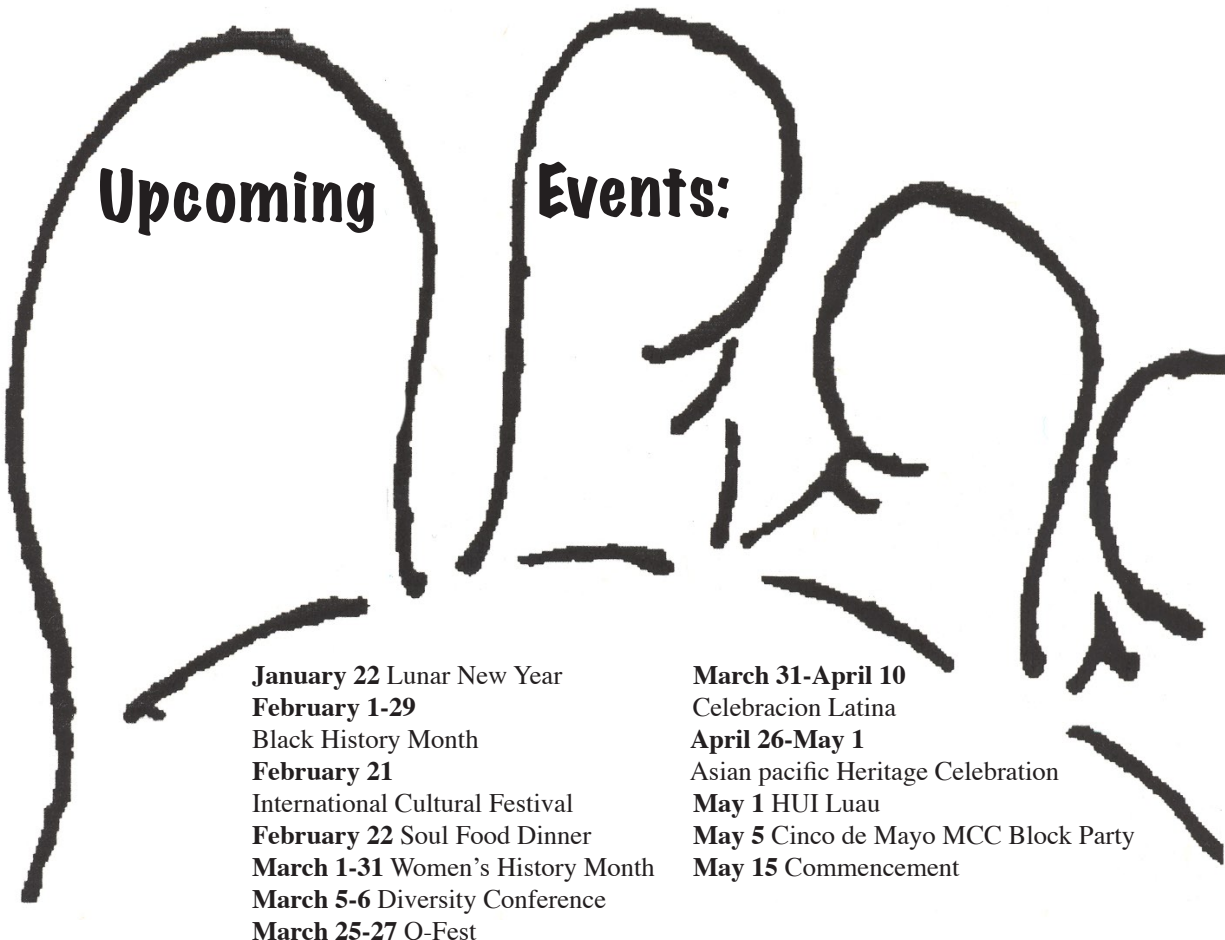 Upcoming Events:
January 22 Lunar New Year
February 1-29
Black History Month
February 21
International Cultural Festival
February 22 Soul Food Dinner
March 1-31 Women’s History Month
March 5-6 Diversity Conference
March 25-27 O-Fest
March 31-April 10
Celebracion Latina
April 26-May 1
Asian pacific Heritage Celebration
May 1 HUI Luau
May 5 Cinco de Mayo MCC Block Party
May 15 Commencement